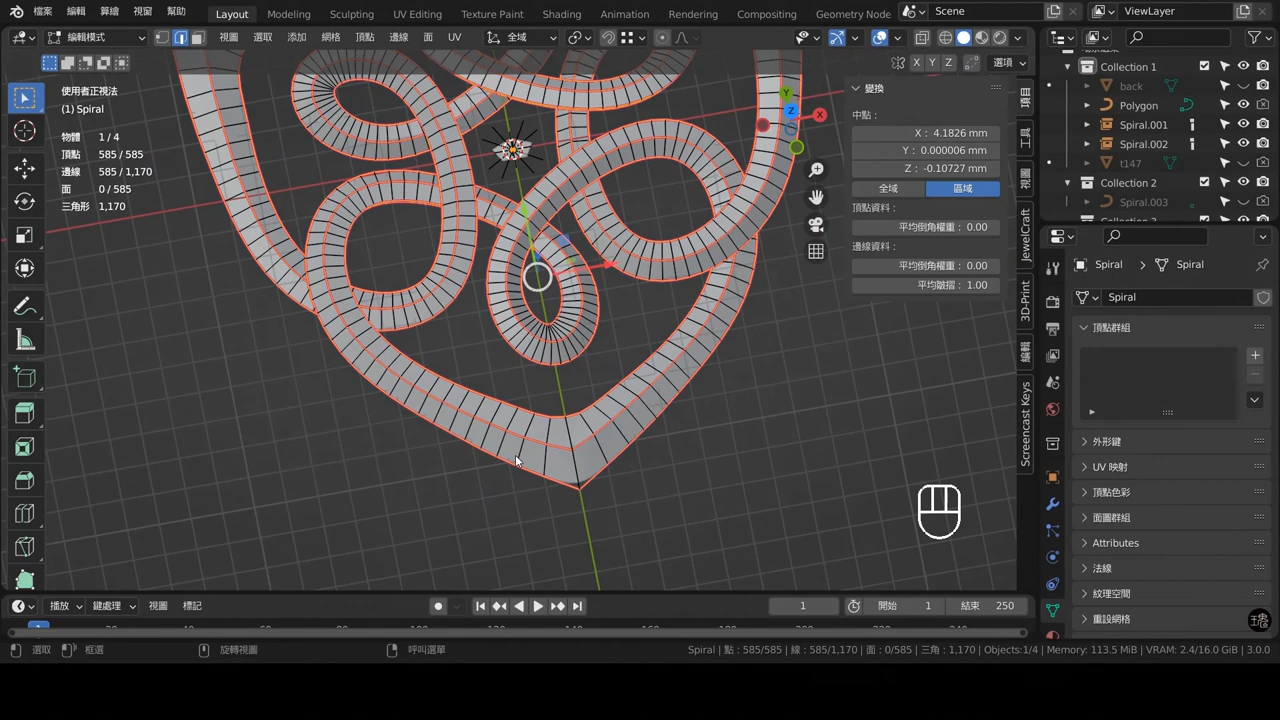 檔案 編輯 算繪 視窗 幫助 Layout Modeling Sculpting UV Editing Texture Paint Shading Animation Rendering Compositing Geometry Node Scene ViewLayer
編輯模式 視圖 選取 添加 網格 頂點 邊線 面 UV 全域
X Y Z 選項
使用者正視法
(1) Spiral
物體 1 / 4
頂點 585 / 585
邊線 585 / 1,170
面 0 / 585
三角形 1,170
變換
中點:
X: 4.1826 mm
Y: 0.000006 mm
Z: -0.10727 mm
全域 區域
頂點資料:
平均倒角權重: 0.00
邊線資料:
平均倒角權重: 0.00
平均皺摺: 1.00
Y
Z
X
項目
工具
視圖
JewelCraft
3D-Print
編輯
Screencast Keys
Collection 1
back
Polygon
Spiral.001
Spiral.002
t147
Collection 2
Spiral.003
Spiral Spiral
Spiral
頂點群組
外形鍵
UV 映射
頂點色彩
面圖群組
Attributes
法線
紋理空間
重設網格
播放 鍵處理 視圖 標記 1 開始 1 結束 250
1
選取 框選 旋轉視圖 呼叫選單 Spiral | 點 : 585/585 | 線 : 585/1,170 | 面 : 0/585 | 三角 : 1,170 | Objects:1/4 | Memory: 113.5 MiB | VRAM: 2.4/16.0 GiB | 3.0.0